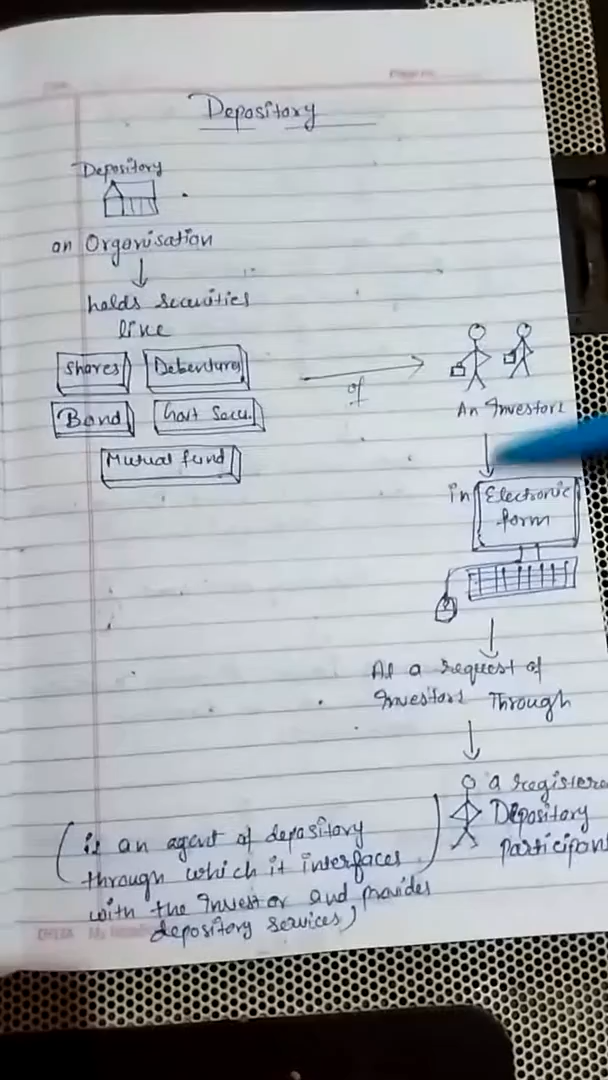 Depository
Depository
an Organisation
holds securities
like
Shares
Debentures
Bond
Govt Secu.
Mutual fund
of
An Investors
in Electronic
form
At a request of
Investors Through
a registered
Depository
Participant
(is an agent of depository
through which it interfaces
with the Investor and provides
depository services)